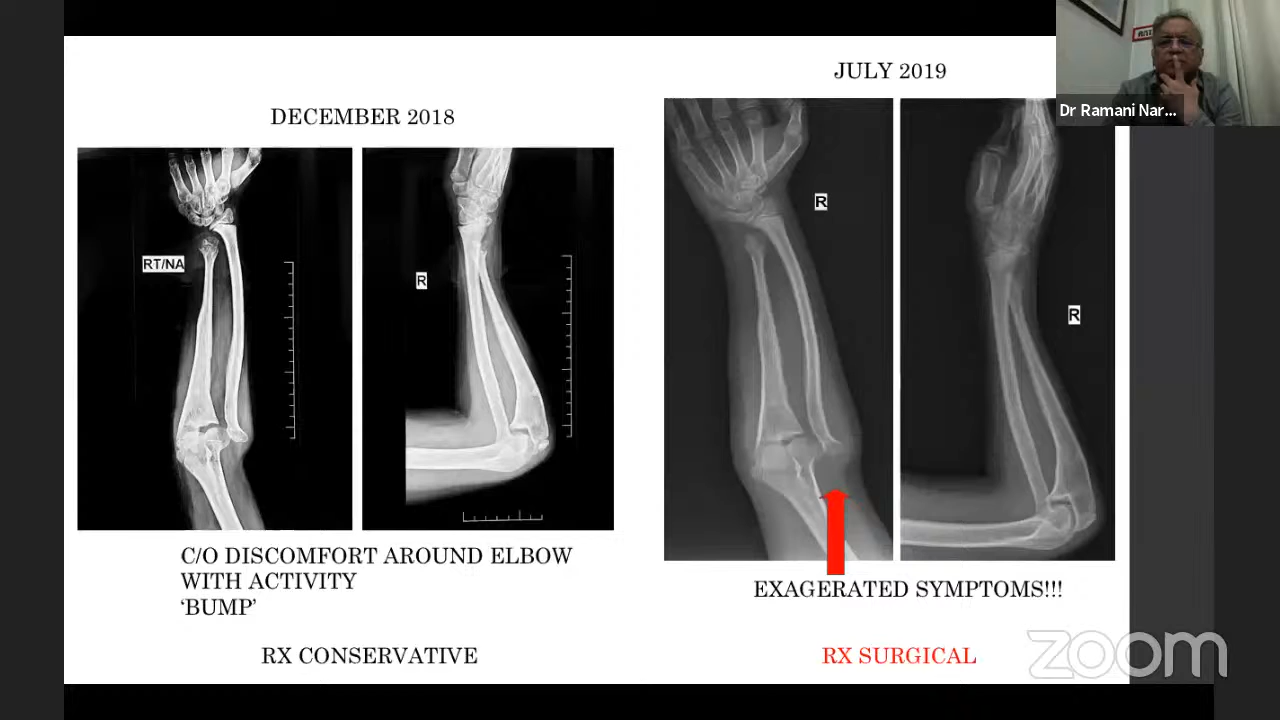 DECEMBER 2018
RT/NA
R
C/O DISCOMFORT AROUND ELBOW
WITH ACTIVITY
‘BUMP’
RX CONSERVATIVE
JULY 2019
R
R
EXAGERATED SYMPTOMS!!!
RX SURGICAL
Dr Ramani Nar...
zoom